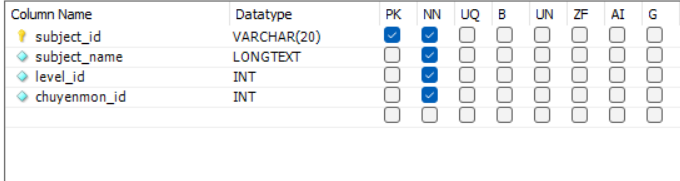 Column Name Datatype PK NN UQ B UN ZF AI G
subject_id VARCHAR(20)
subject_name LONGTEXT
level_id INT
chuyenmon_id INT